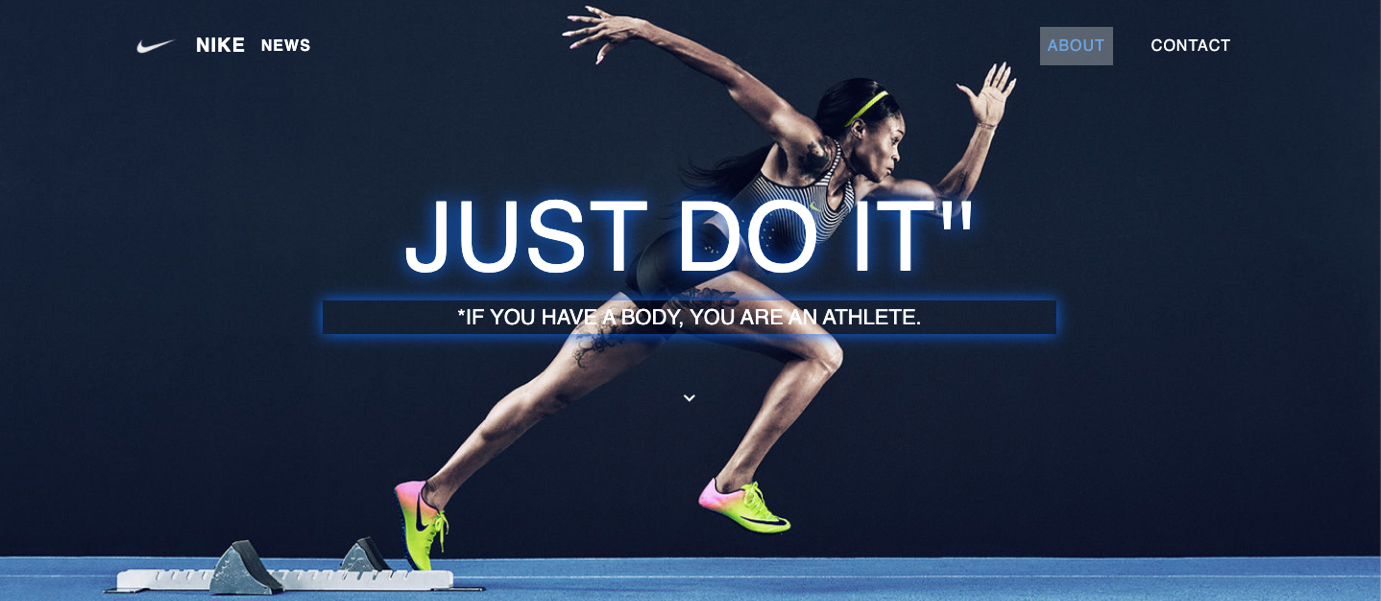 NIKE NEWS ABOUT CONTACT
JUST DO IT"
*IF YOU HAVE A BODY, YOU ARE AN ATHLETE.